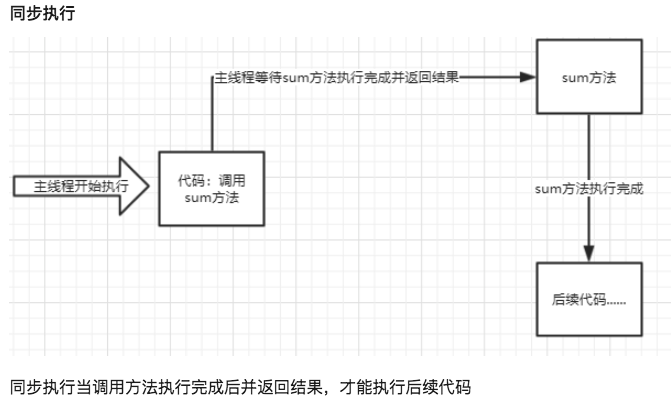 同步执行
主线程等待sum方法执行完成并返回结果
sum方法
主线程开始执行
代码：调用
sum方法
sum方法执行完成
后续代码......
同步执行当调用方法执行完成后并返回结果，才能执行后续代码